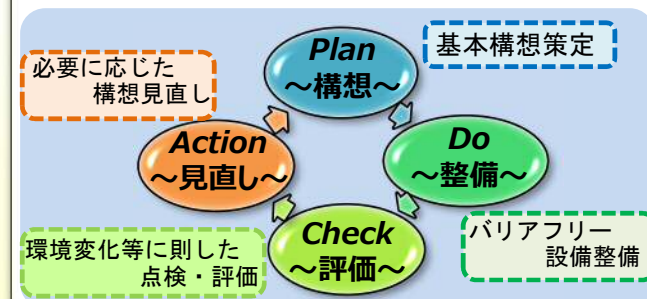 Plan
～構想～
基本構想策定
必要に応じた
構想見直し
Action
～見直し～
Do
～整備～
Check
～評価～
バリアフリー
設備整備
環境変化等に則した
点検・評価